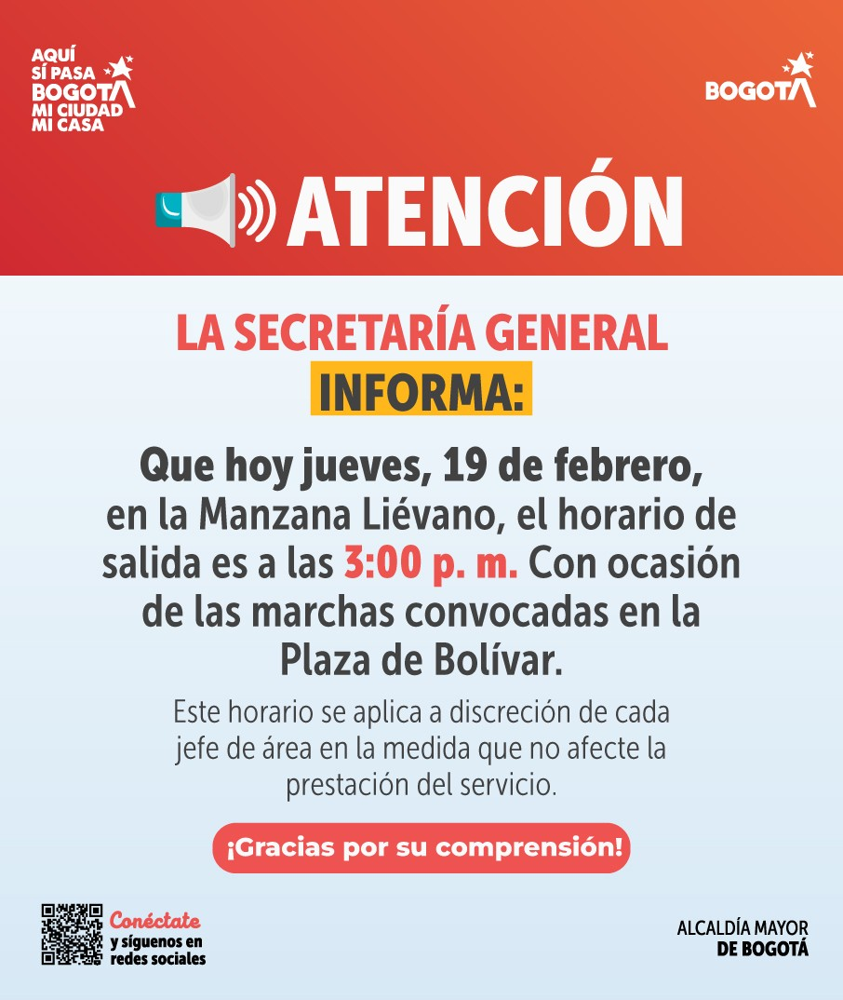 AQUÍ
SÍ PASA
BOGOTÁ
MI CIUDAD
MI CASA
BOGOTÁ
ATENCIÓN
LA SECRETARÍA GENERAL
INFORMA:
Que hoy jueves, 19 de febrero,
en la Manzana Liévano, el horario de
salida es a las 3:00 p. m. Con ocasión
de las marchas convocadas en la
Plaza de Bolívar.
Este horario se aplica a discreción de cada
jefe de área en la medida que no afecte la
prestación del servicio.
¡Gracias por su comprensión!
Conéctate
y síguenos en
redes sociales
ALCALDÍA MAYOR
DE BOGOTÁ